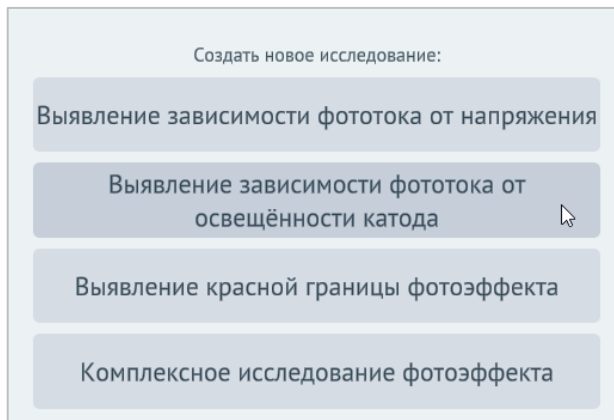 Создать новое исследование:
Выявление зависимости фототока от напряжения
Выявление зависимости фототока от
освещённости катода
Выявление красной границы фотоэффекта
Комплексное исследование фотоэффекта